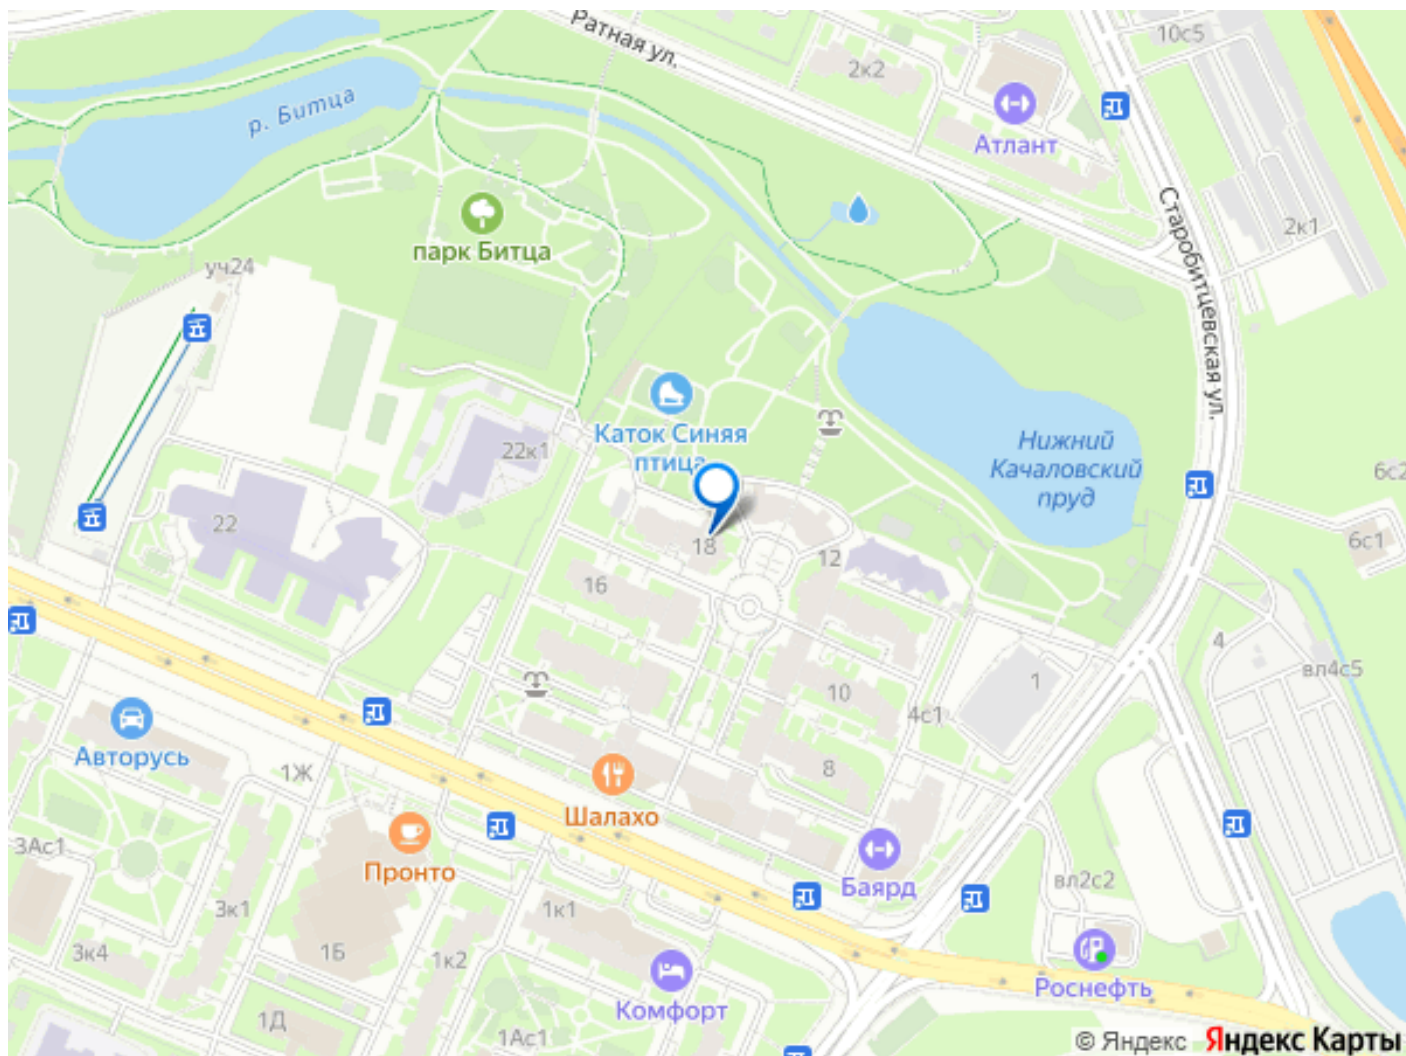 Ратная ул.
10с5
2к2
Атлант
р. Битца
Старобитцевская ул.
2к1
парк Битца
уч24
Каток Синяя
птица
22к1
Нижний
Качаловский
пруд
6с2
22
18
12
6с1
16
4
вл4с5
1
10
4с1
Авторусь
1Ж
8
Шалахо
3Ас1
Пронто
Баярд
вл2с2
3к1
1к1
3к4
1Б
1к2
Роснефть
Комфорт
1Д
1Ас1
© Яндекс Яндекс Карты